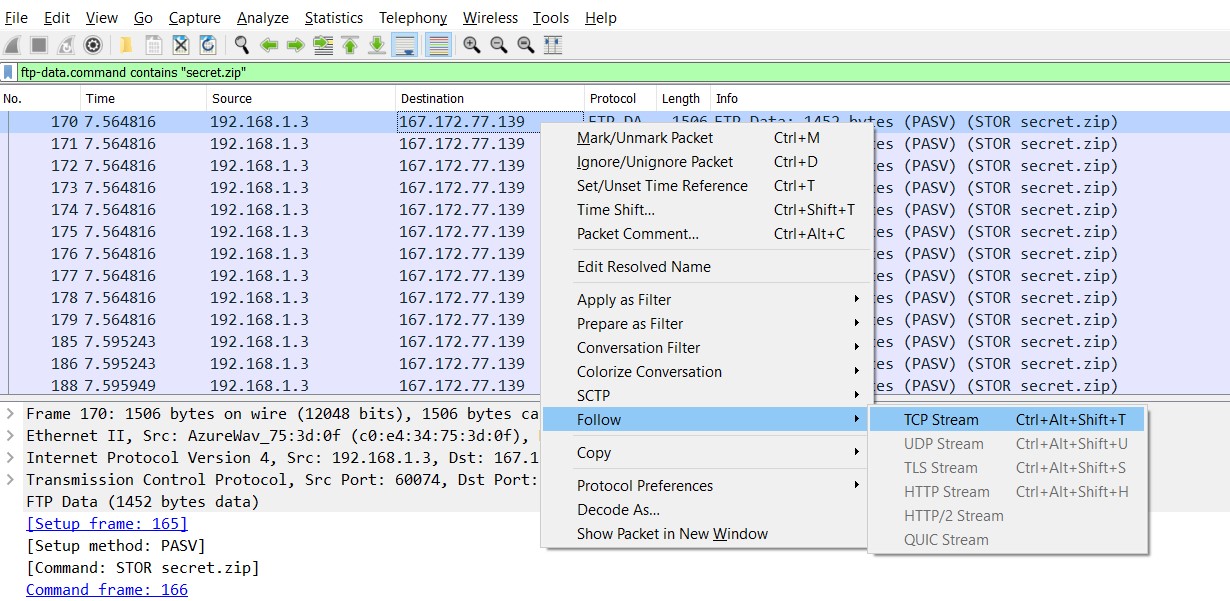 File Edit View Go Capture Analyze Statistics Telephony Wireless Tools Help
ftp-data.command contains "secret.zip"
No. Time Source Destination Protocol Length Info
170 7.564816 192.168.1.3 167.172.77.139 FTP-DA… 1506 FTP Data: 1452 bytes (PASV) (STOR secret.zip)
171 7.564816 192.168.1.3 167.172.77.139 es (PASV) (STOR secret.zip)
172 7.564816 192.168.1.3 167.172.77.139 es (PASV) (STOR secret.zip)
173 7.564816 192.168.1.3 167.172.77.139 es (PASV) (STOR secret.zip)
174 7.564816 192.168.1.3 167.172.77.139 es (PASV) (STOR secret.zip)
175 7.564816 192.168.1.3 167.172.77.139 es (PASV) (STOR secret.zip)
176 7.564816 192.168.1.3 167.172.77.139 es (PASV) (STOR secret.zip)
177 7.564816 192.168.1.3 167.172.77.139 es (PASV) (STOR secret.zip)
178 7.564816 192.168.1.3 167.172.77.139 es (PASV) (STOR secret.zip)
179 7.564816 192.168.1.3 167.172.77.139 es (PASV) (STOR secret.zip)
185 7.595243 192.168.1.3 167.172.77.139 es (PASV) (STOR secret.zip)
186 7.595243 192.168.1.3 167.172.77.139 es (PASV) (STOR secret.zip)
188 7.595949 192.168.1.3 167.172.77.139 es (PASV) (STOR secret.zip)
Mark/Unmark Packet Ctrl+M
Ignore/Unignore Packet Ctrl+D
Set/Unset Time Reference Ctrl+T
Time Shift... Ctrl+Shift+T
Packet Comment... Ctrl+Alt+C
Edit Resolved Name
Apply as Filter
Prepare as Filter
Conversation Filter
Colorize Conversation
SCTP
Follow
Copy
Protocol Preferences
Decode As...
Show Packet in New Window
TCP Stream Ctrl+Alt+Shift+T
UDP Stream Ctrl+Alt+Shift+U
TLS Stream Ctrl+Alt+Shift+S
HTTP Stream Ctrl+Alt+Shift+H
HTTP/2 Stream
QUIC Stream
Frame 170: 1506 bytes on wire (12048 bits), 1506 bytes ca
Ethernet II, Src: AzureWav_75:3d:0f (c0:e4:34:75:3d:0f),
Internet Protocol Version 4, Src: 192.168.1.3, Dst: 167.1
Transmission Control Protocol, Src Port: 60074, Dst Port:
FTP Data (1452 bytes data)
[Setup frame: 165]
[Setup method: PASV]
[Command: STOR secret.zip]
Command frame: 166